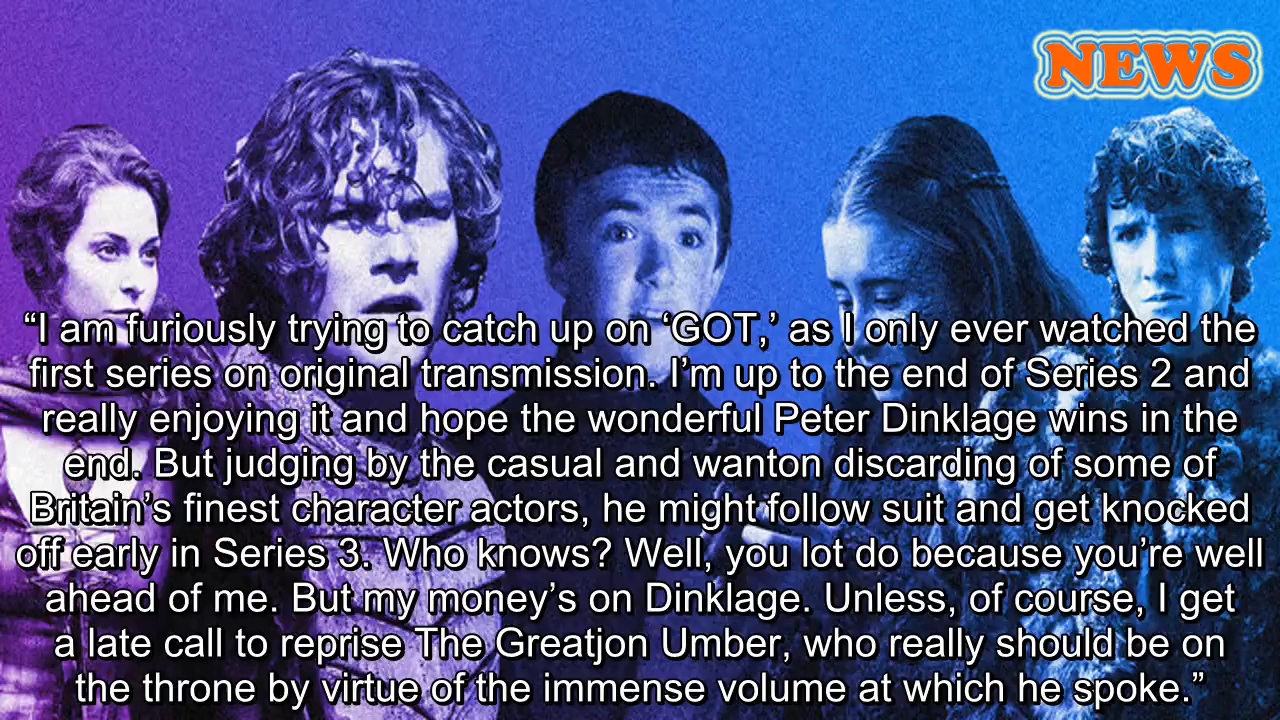 NEWS
“I am furiously trying to catch up on ‘GOT,’ as I only ever watched the
first series on original transmission. I’m up to the end of Series 2 and
really enjoying it and hope the wonderful Peter Dinklage wins in the
end. But judging by the casual and wanton discarding of some of
Britain’s finest character actors, he might follow suit and get knocked
off early in Series 3. Who knows? Well, you lot do because you’re well
ahead of me. But my money’s on Dinklage. Unless, of course, I get
a late call to reprise The Greatjon Umber, who really should be on
the throne by virtue of the immense volume at which he spoke.”